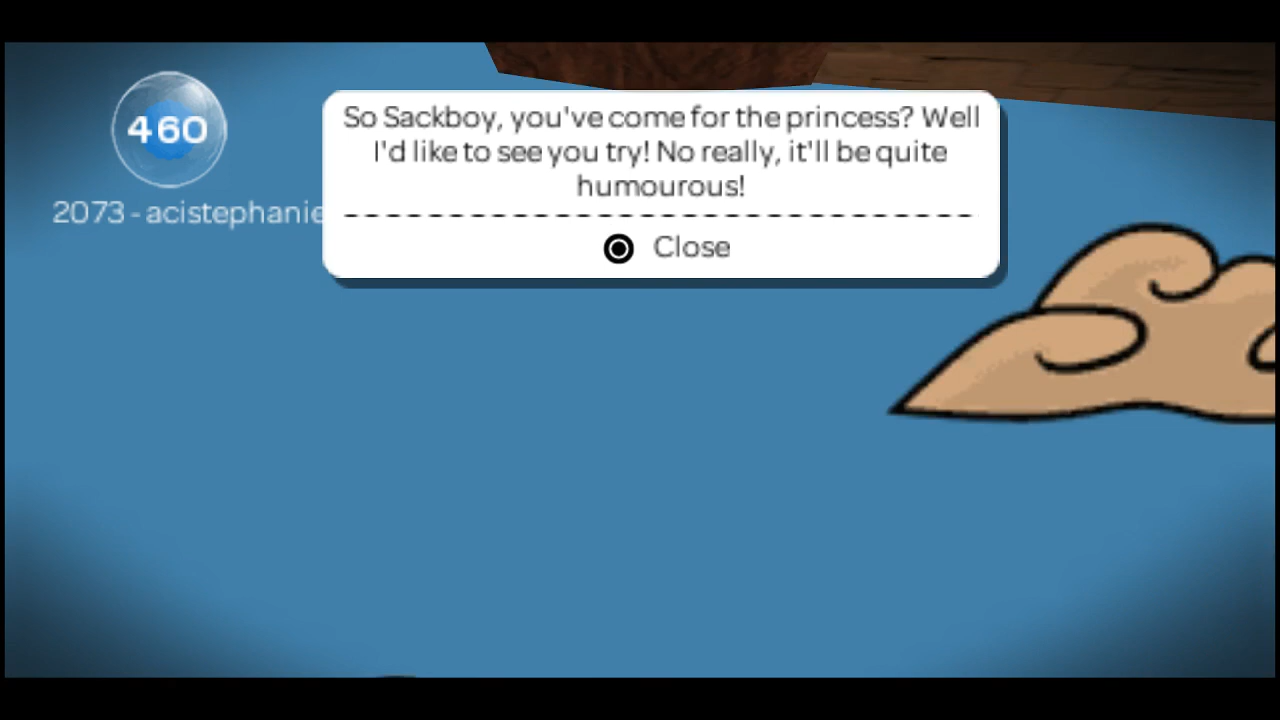 460
2073 - acistephanie
So Sackboy, you've come for the princess? Well
I'd like to see you try! No really, it'll be quite
humourous!
Close